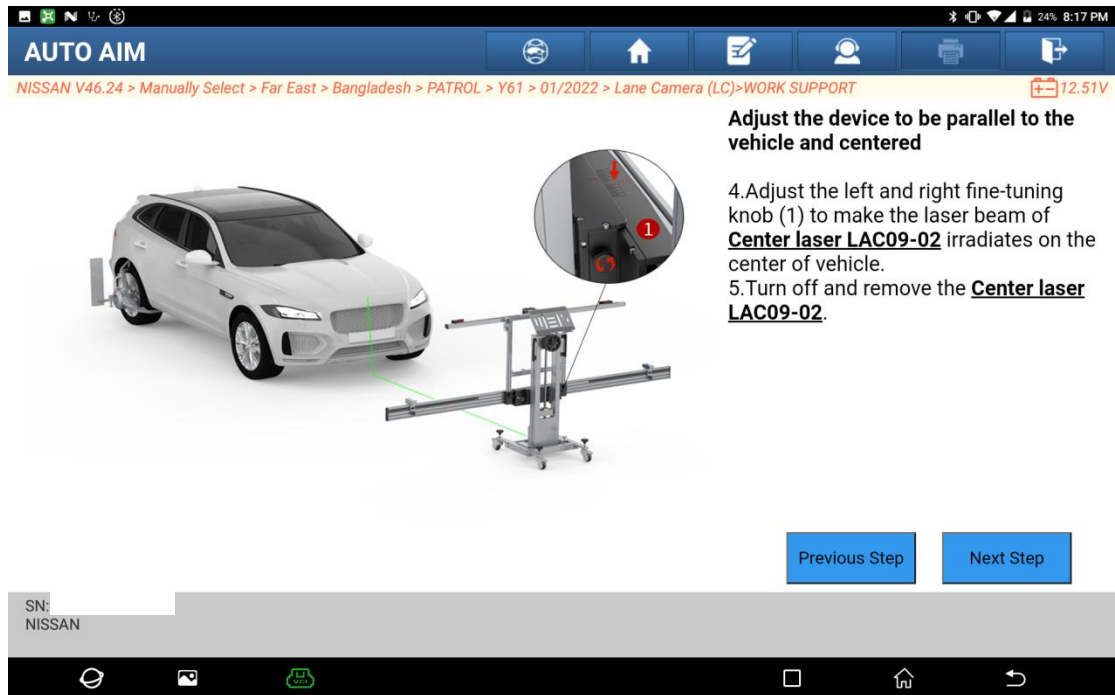 24% 8:17 PM
AUTO AIM
NISSAN V46.24 > Manually Select > Far East > Bangladesh > PATROL > Y61 > 01/2022 > Lane Camera (LC)>WORK SUPPORT
12.51V
Adjust the device to be parallel to the
vehicle and centered
4.Adjust the left and right fine-tuning
knob (1) to make the laser beam of
Center laser LAC09-02 irradiates on the
center of vehicle.
5.Turn off and remove the Center laser
LAC09-02.
1
Previous Step
Next Step
SN:
NISSAN
VCI